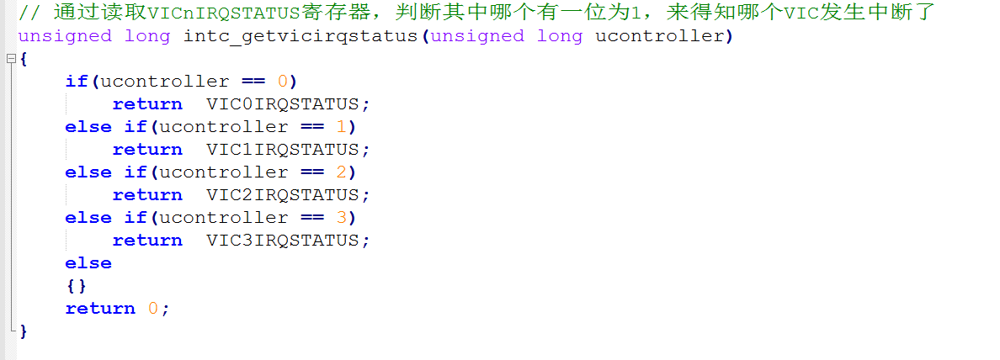 // 通过读取VICnIRQSTATUS寄存器，判断其中哪个有一位为1，来得知哪个VIC发生中断了
unsigned long intc_getvicirqstatus(unsigned long ucontroller)
{
    if(ucontroller == 0)
        return  VIC0IRQSTATUS;
    else if(ucontroller == 1)
        return  VIC1IRQSTATUS;
    else if(ucontroller == 2)
        return  VIC2IRQSTATUS;
    else if(ucontroller == 3)
        return  VIC3IRQSTATUS;
    else
    {}
    return 0;
}